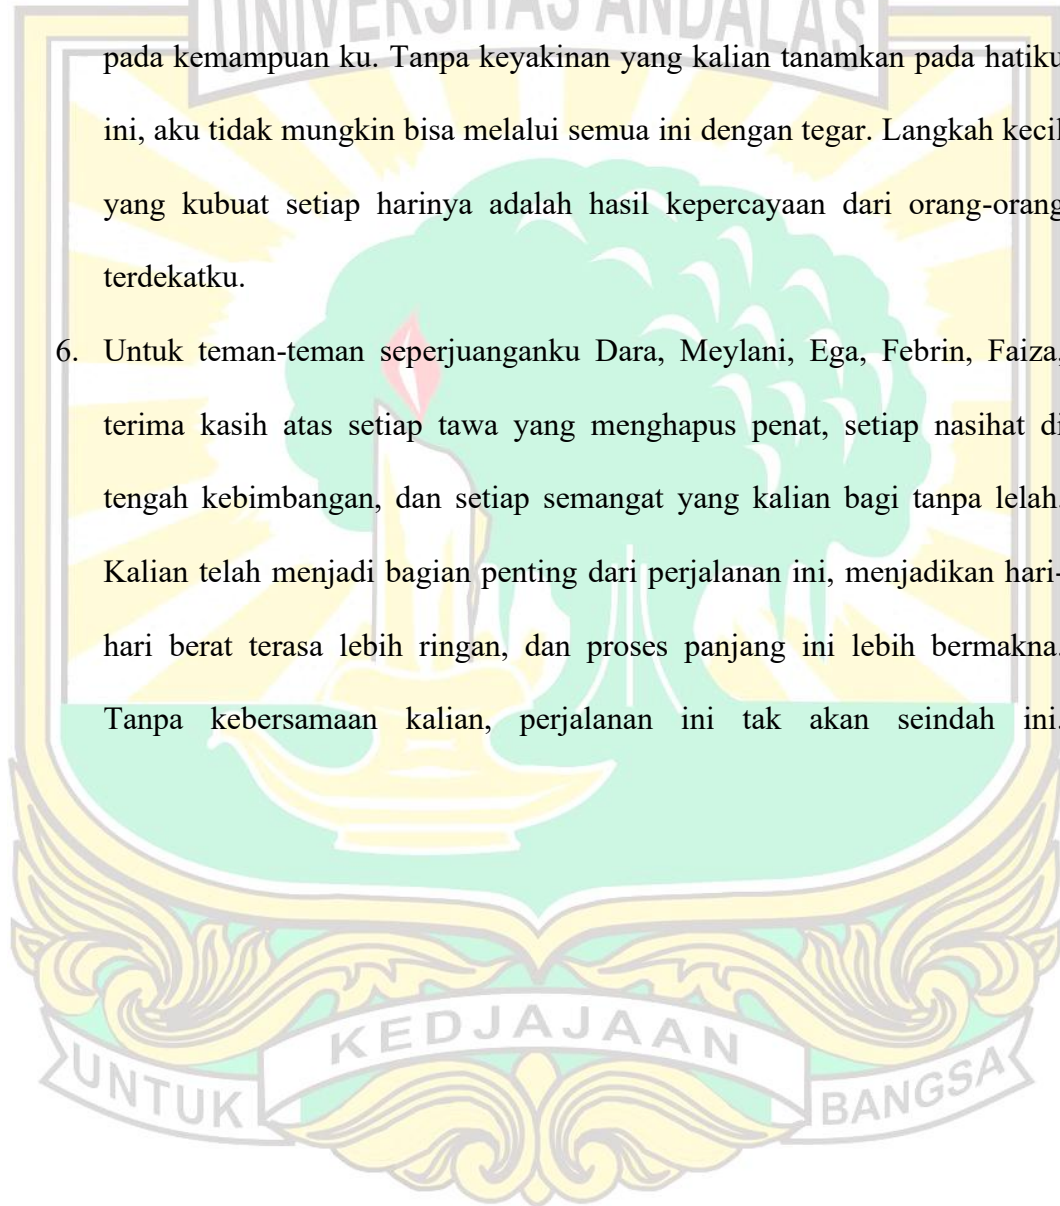 UNIVERSITAS ANDALAS
pada kemampuan ku. Tanpa keyakinan yang kalian tanamkan pada hatiku
ini, aku tidak mungkin bisa melalui semua ini dengan tegar. Langkah kecil
yang kubuat setiap harinya adalah hasil kepercayaan dari orang-orang
terdekatku.
6. Untuk teman-teman seperjuanganku Dara, Meylani, Ega, Febrin, Faiza,
terima kasih atas setiap tawa yang menghapus penat, setiap nasihat di
tengah kebimbangan, dan setiap semangat yang kalian bagi tanpa lelah.
Kalian telah menjadi bagian penting dari perjalanan ini, menjadikan hari-
hari berat terasa lebih ringan, dan proses panjang ini lebih bermakna.
Tanpa kebersamaan kalian, perjalanan ini tak akan seindah ini.
UNTUK KEDJAJAAN BANGSA